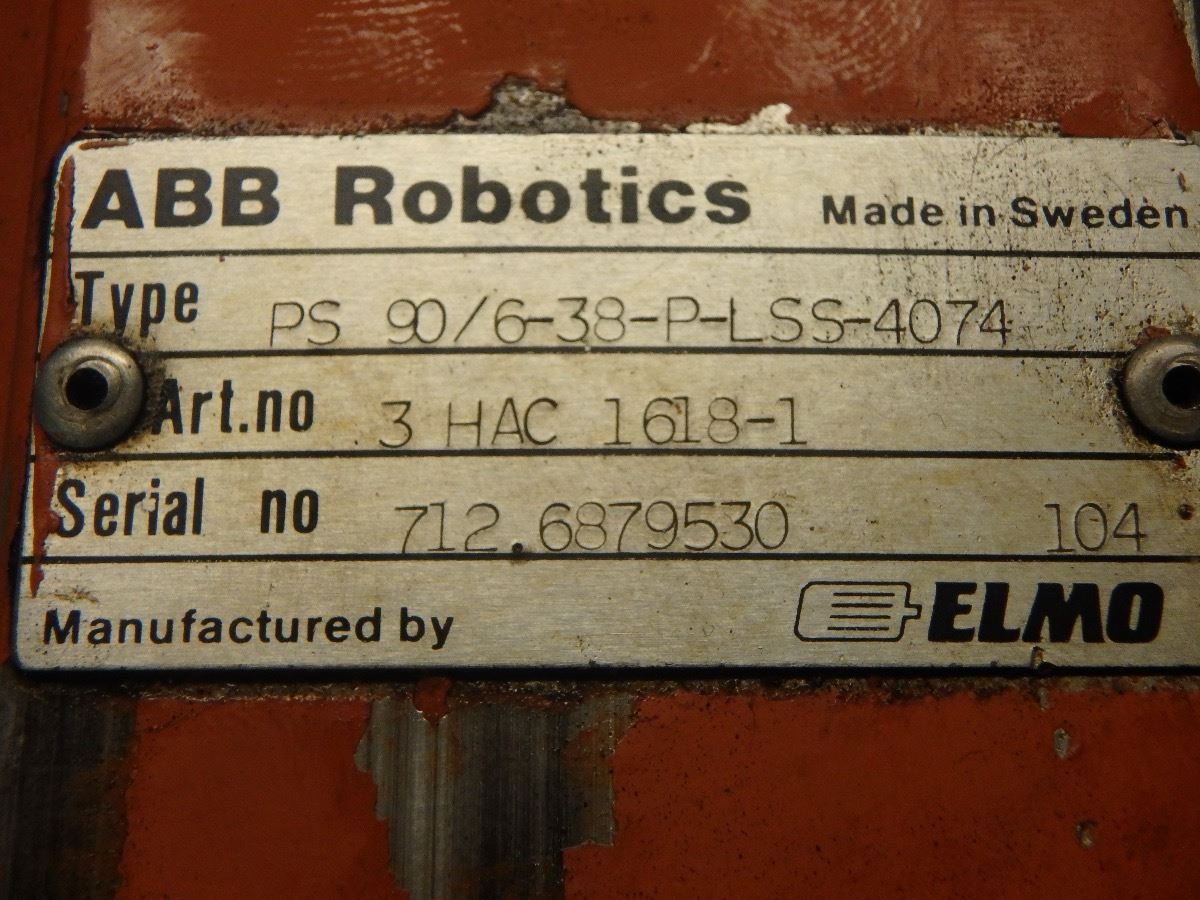 ABB Robotics Made in Sweden
Type PS 90/6-38-P-LSS-4074
Art.no 3 HAC 1618-1
Serial no 712.6879530 104
Manufactured by ELMO